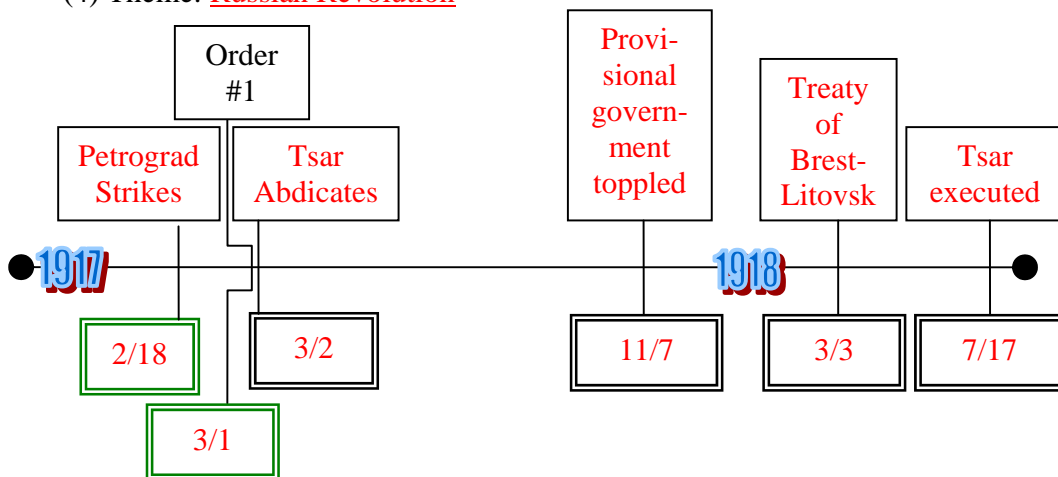 (4) Theme: Russian Revolution
Order
#1
Petrograd
Strikes
Tsar
Abdicates
Provi-
sional
govern-
ment
toppled
Treaty
of
Brest-
Litovsk
Tsar
executed
1917
1918
2/18
3/1
3/2
11/7
3/3
7/17